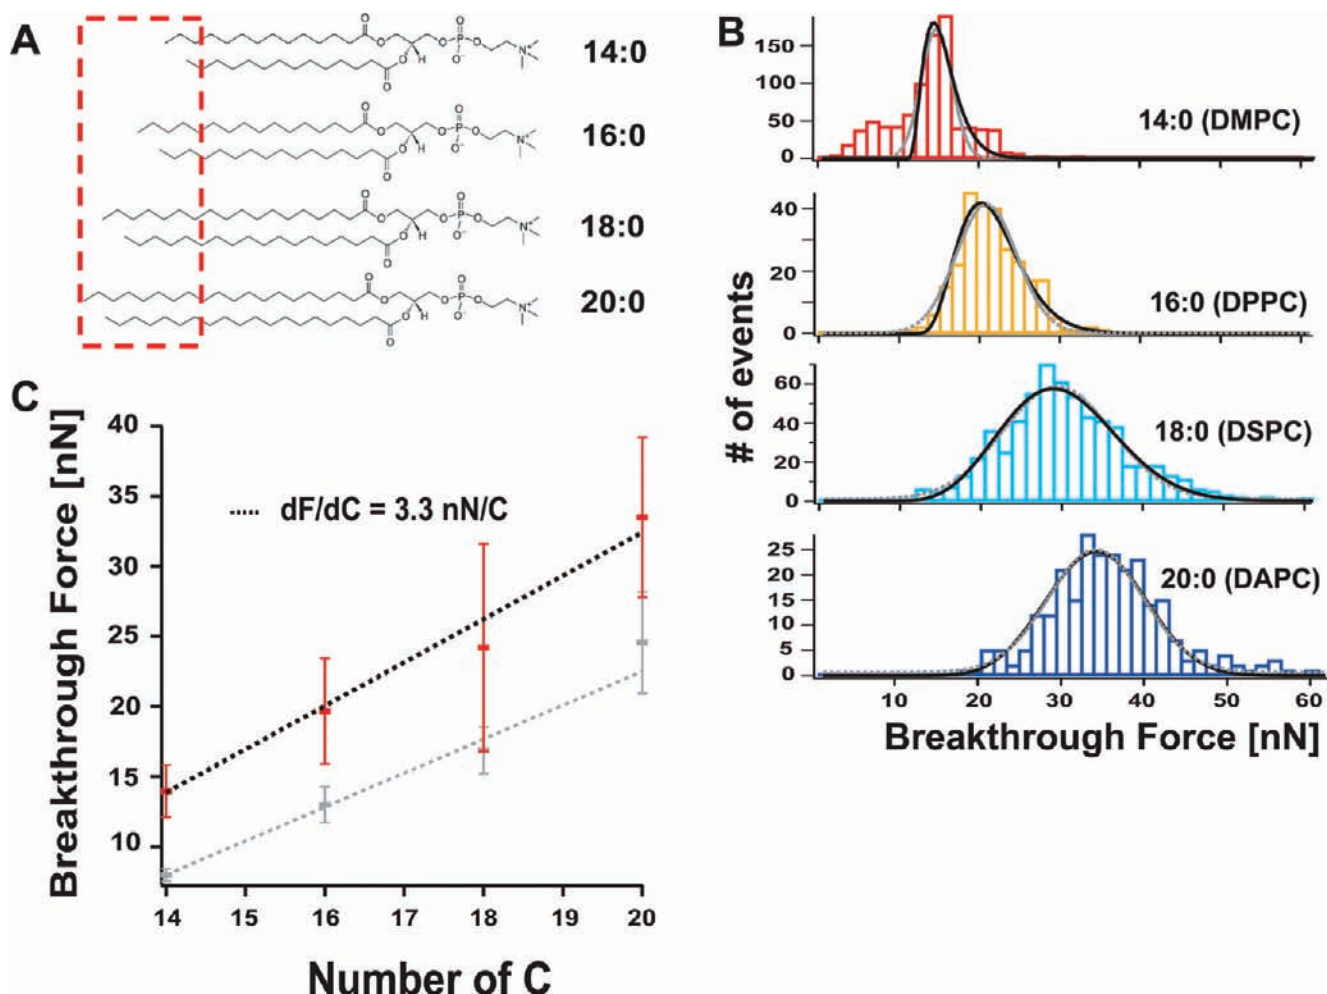 A
14:0
16:0
18:0
20:0
B
# of events
150
100
50
0
14:0 (DMPC)
40
20
0
16:0 (DPPC)
60
40
20
0
18:0 (DSPC)
25
20
15
10
5
0
20:0 (DAPC)
10 20 30 40 50 60
Breakthrough Force [nN]
C
Breakthrough Force [nN]
40
35
30
25
20
15
10
dF/dC = 3.3 nN/C
14 15 16 17 18 19 20
Number of C